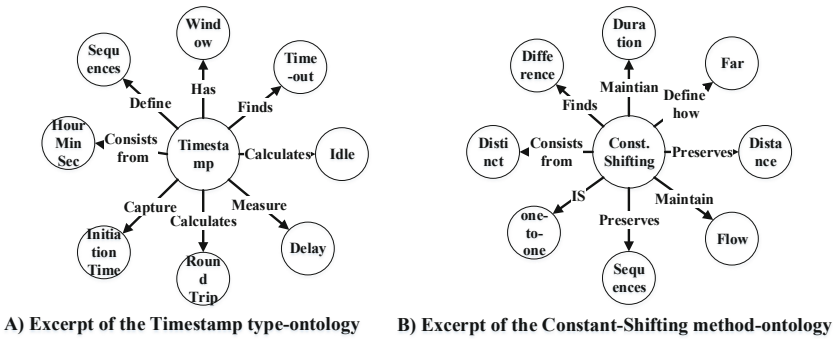 Wind
ow
Sequ
ences
Time
-out
Has
Define
Finds
Hour
Min
Sec
Consists
from
Timesta
mp
Calculates
Idle
Capture
Measure
Calculates
Initia
tion
Time
Roun
d
Trip
Delay
A) Excerpt of the Timestamp type-ontology
Dura
tion
Diffe
rence
Far
Maintian
Define
how
Finds
Disti
nct
Consists
from
Const.
Shifting
Preserves
Dista
nce
IS
Maintain
Preserves
one-
to-
one
Flow
Sequ
ences
B) Excerpt of the Constant-Shifting method-ontology